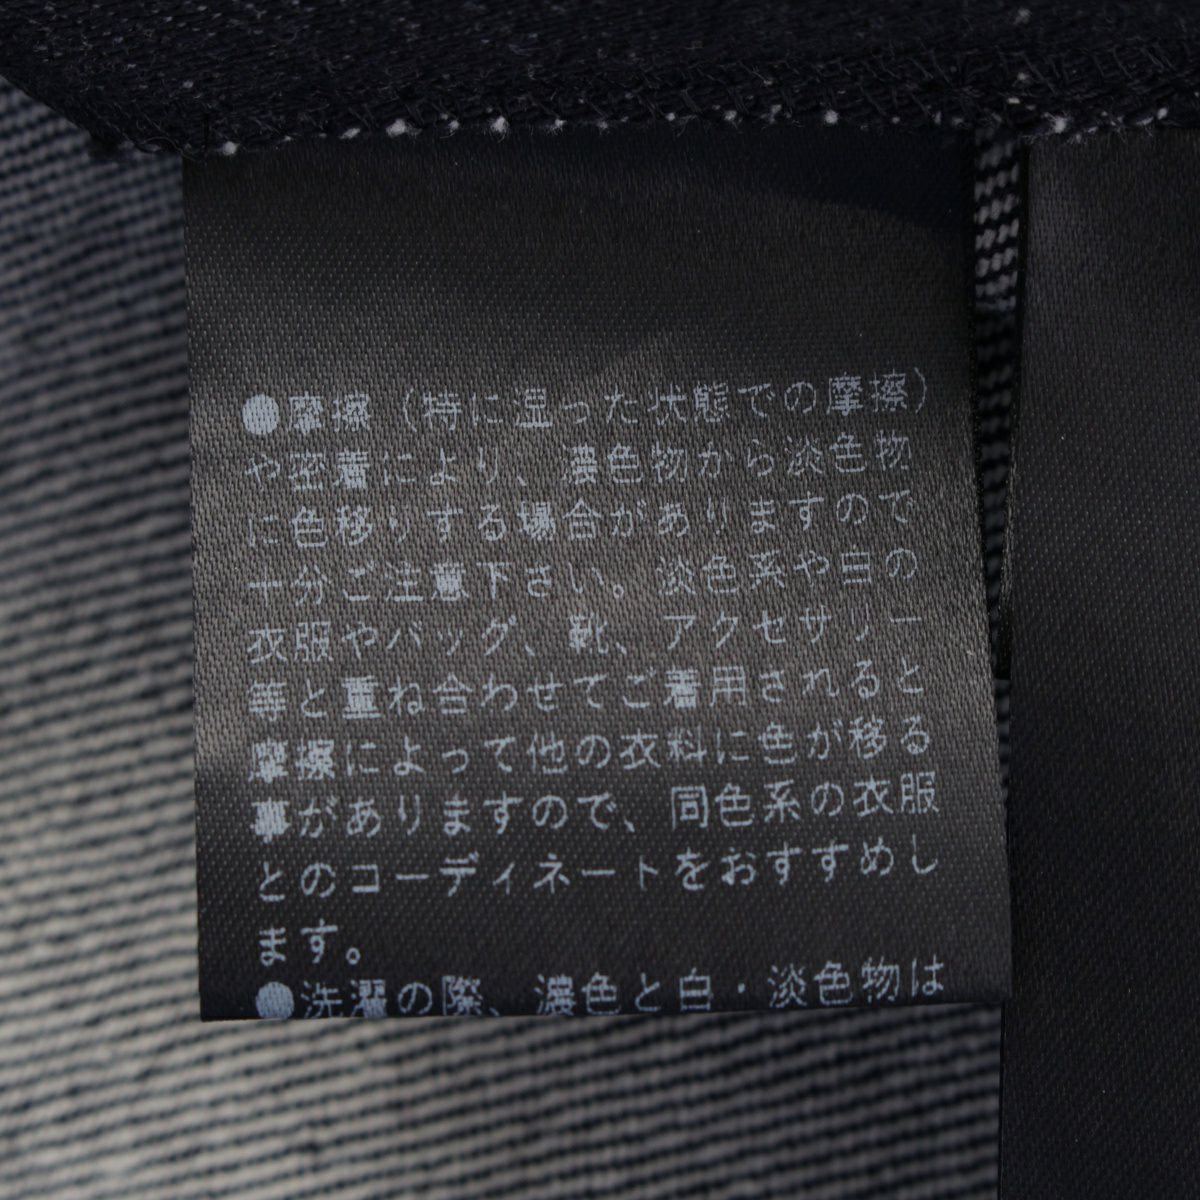 ●摩擦（特に湿った状態での摩擦）
や密着により、濃色物から淡色物
に色移りする場合がありますので
十分ご注意下さい。淡色系や白の
衣服やバッグ、靴、アクセサリー
等と重ね合わせてご着用されると
摩擦によって他の衣料に色が移る
事がありますので、同色系の衣服
とのコーディネートをおすすめし
ます。
●洗濯の際、濃色と白・淡色物は